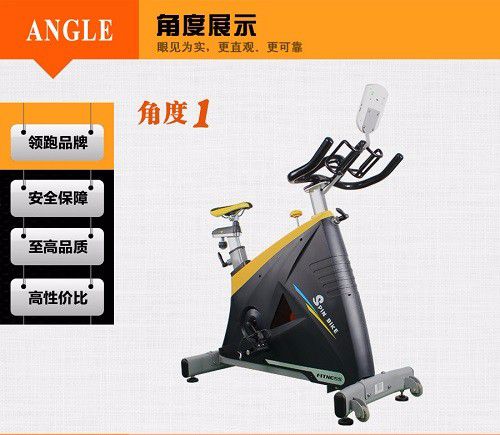 ANGLE
角度展示
眼见为实，更直观、更可靠
角度1
领跑品牌
安全保障
至高品质
高性价比
SPIN BIKE
FITNESS